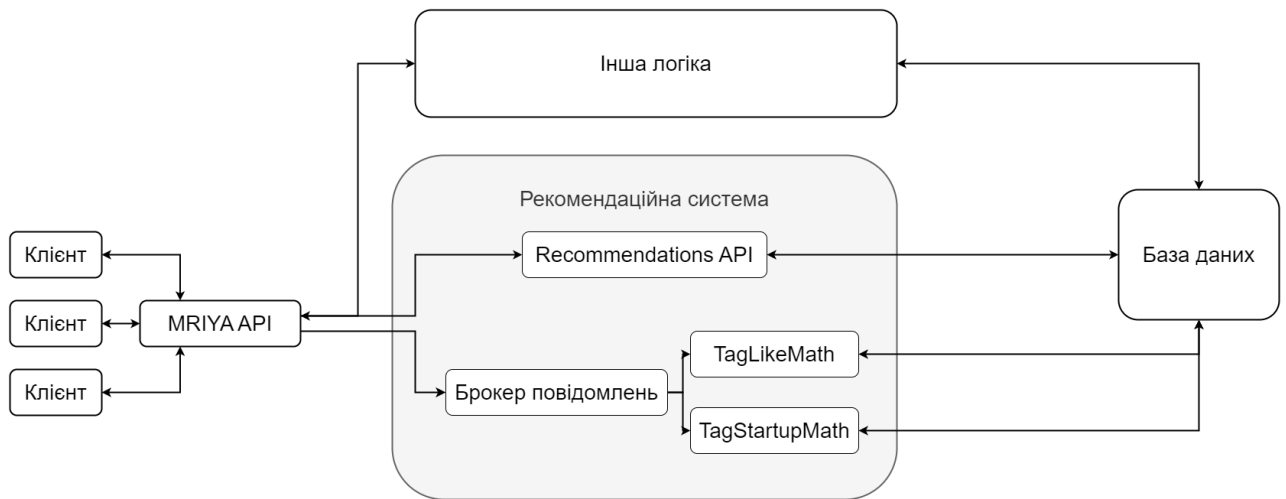 Інша логіка
Рекомендаційна система
Recommendations API
База даних
Клієнт
Клієнт
Клієнт
MRIYA API
TagLikeMath
Брокер повідомлень
TagStartupMath